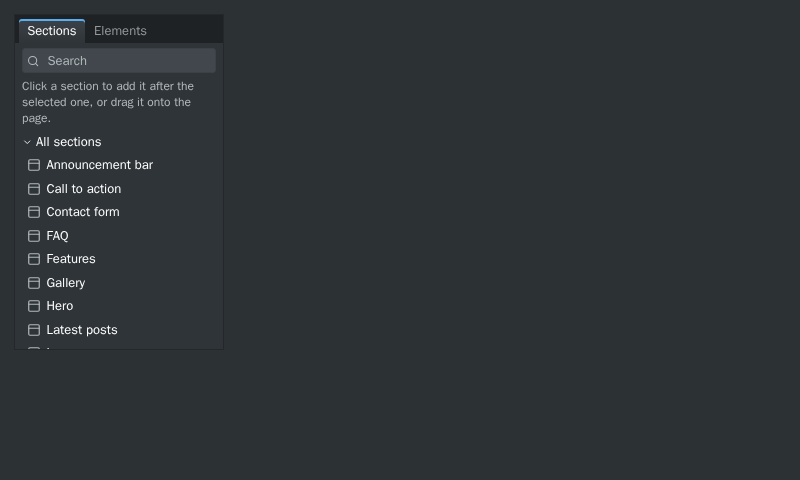 Sections Elements
Search
Click a section to add it after the
selected one, or drag it onto the
page.
All sections
Announcement bar
Call to action
Contact form
FAQ
Features
Gallery
Hero
Latest posts